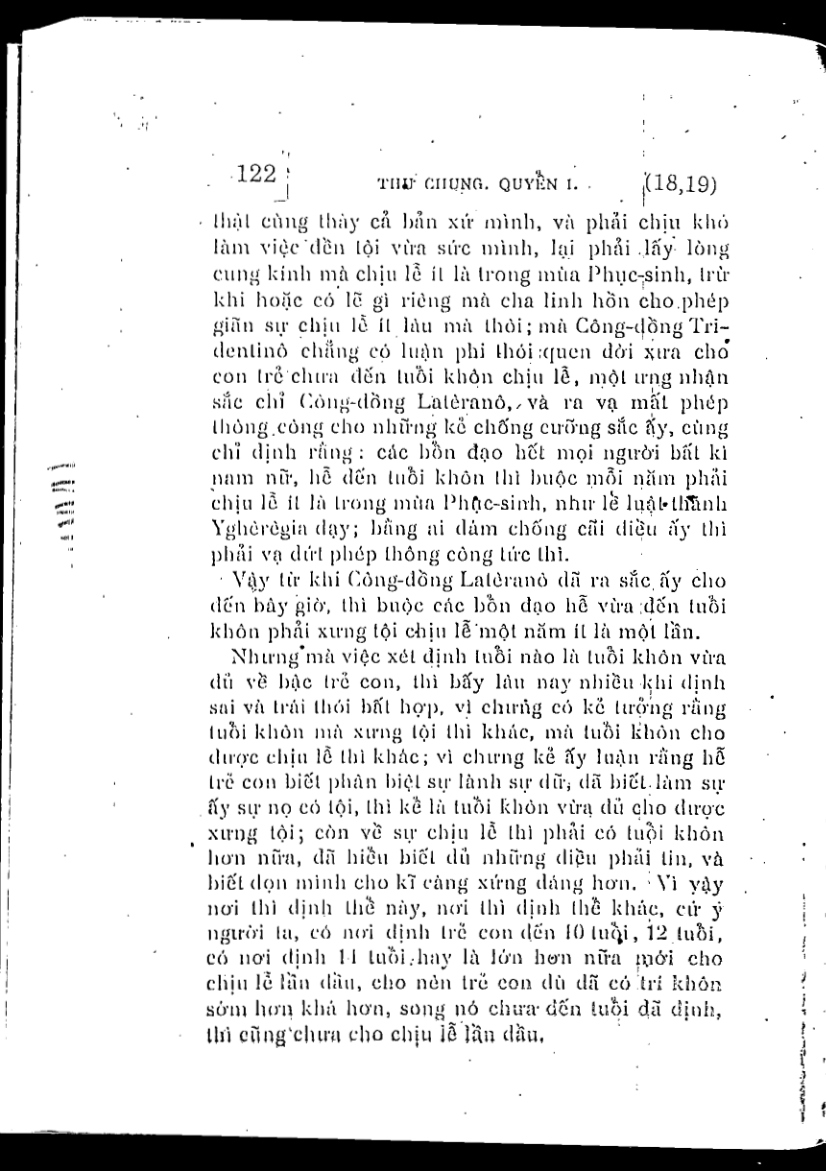 122 THƯ CHUNG. QUYỂN I. (18,19)
thật cùng thày cả bản xứ mình, và phải chịu khó
làm việc đền tội vừa sức mình, lại phải lấy lòng
cung kính mà chịu lễ ít là trong mùa Phục-sinh, trừ
khi hoặc có lẽ gì riêng mà cha linh hồn cho phép
giãn sự chịu lễ ít lâu mà thôi; mà Công-đồng Tri-
dentinô chẳng có luận phi thói quen đời xưa cho
con trẻ chưa đến tuổi khôn chịu lễ, một ưng nhận
sắc chỉ Công-đồng Latêranô, và ra vạ mất phép
thông công cho những kẻ chống cưỡng sắc ấy, cùng
chỉ định rằng: các bổn đạo hết mọi người bất kì
nam nữ, hễ đến tuổi khôn thì buộc mỗi năm phải
chịu lễ ít là trong mùa Phục-sinh, như lề luật thánh
Yghêrêgia dạy; bằng ai dám chống cãi điều ấy thì
phải vạ dứt phép thông công tức thì.
Vậy từ khi Công-đồng Latêranô đã ra sắc ấy cho
đến bây giờ, thì buộc các bổn đạo hễ vừa đến tuổi
khôn phải xưng tội chịu lễ một năm ít là một lần.
Nhưng mà việc xét định tuổi nào là tuổi khôn vừa
đủ về bậc trẻ con, thì bấy lâu nay nhiều khi định
sai và trái thói bất hợp, vì chưng có kẻ tưởng rằng
tuổi khôn mà xưng tội thì khác, mà tuổi khôn cho
được chịu lễ thì khác; vì chưng kẻ ấy luận rằng hễ
trẻ con biết phân biệt sự lành sự dữ, đã biết làm sự
ấy sự nọ có tội, thì kể là tuổi khôn vừa đủ cho được
xưng tội; còn về sự chịu lễ thì phải có tuổi khôn
hơn nữa, đã hiểu biết đủ những điều phải tin, và
biết dọn mình cho kĩ càng xứng đáng hơn. Vì vậy
nơi thì định thể này, nơi thì định thể khác, cứ ý
người ta, có nơi định trẻ con đến 10 tuổi, 12 tuổi,
có nơi định 14 tuổi hay là lớn hơn nữa mới cho
chịu lễ lần đầu, cho nên trẻ con dù đã có trí khôn
sớm hơn khá hơn, song nó chưa đến tuổi đã định,
thì cũng chưa cho chịu lễ lần đầu.